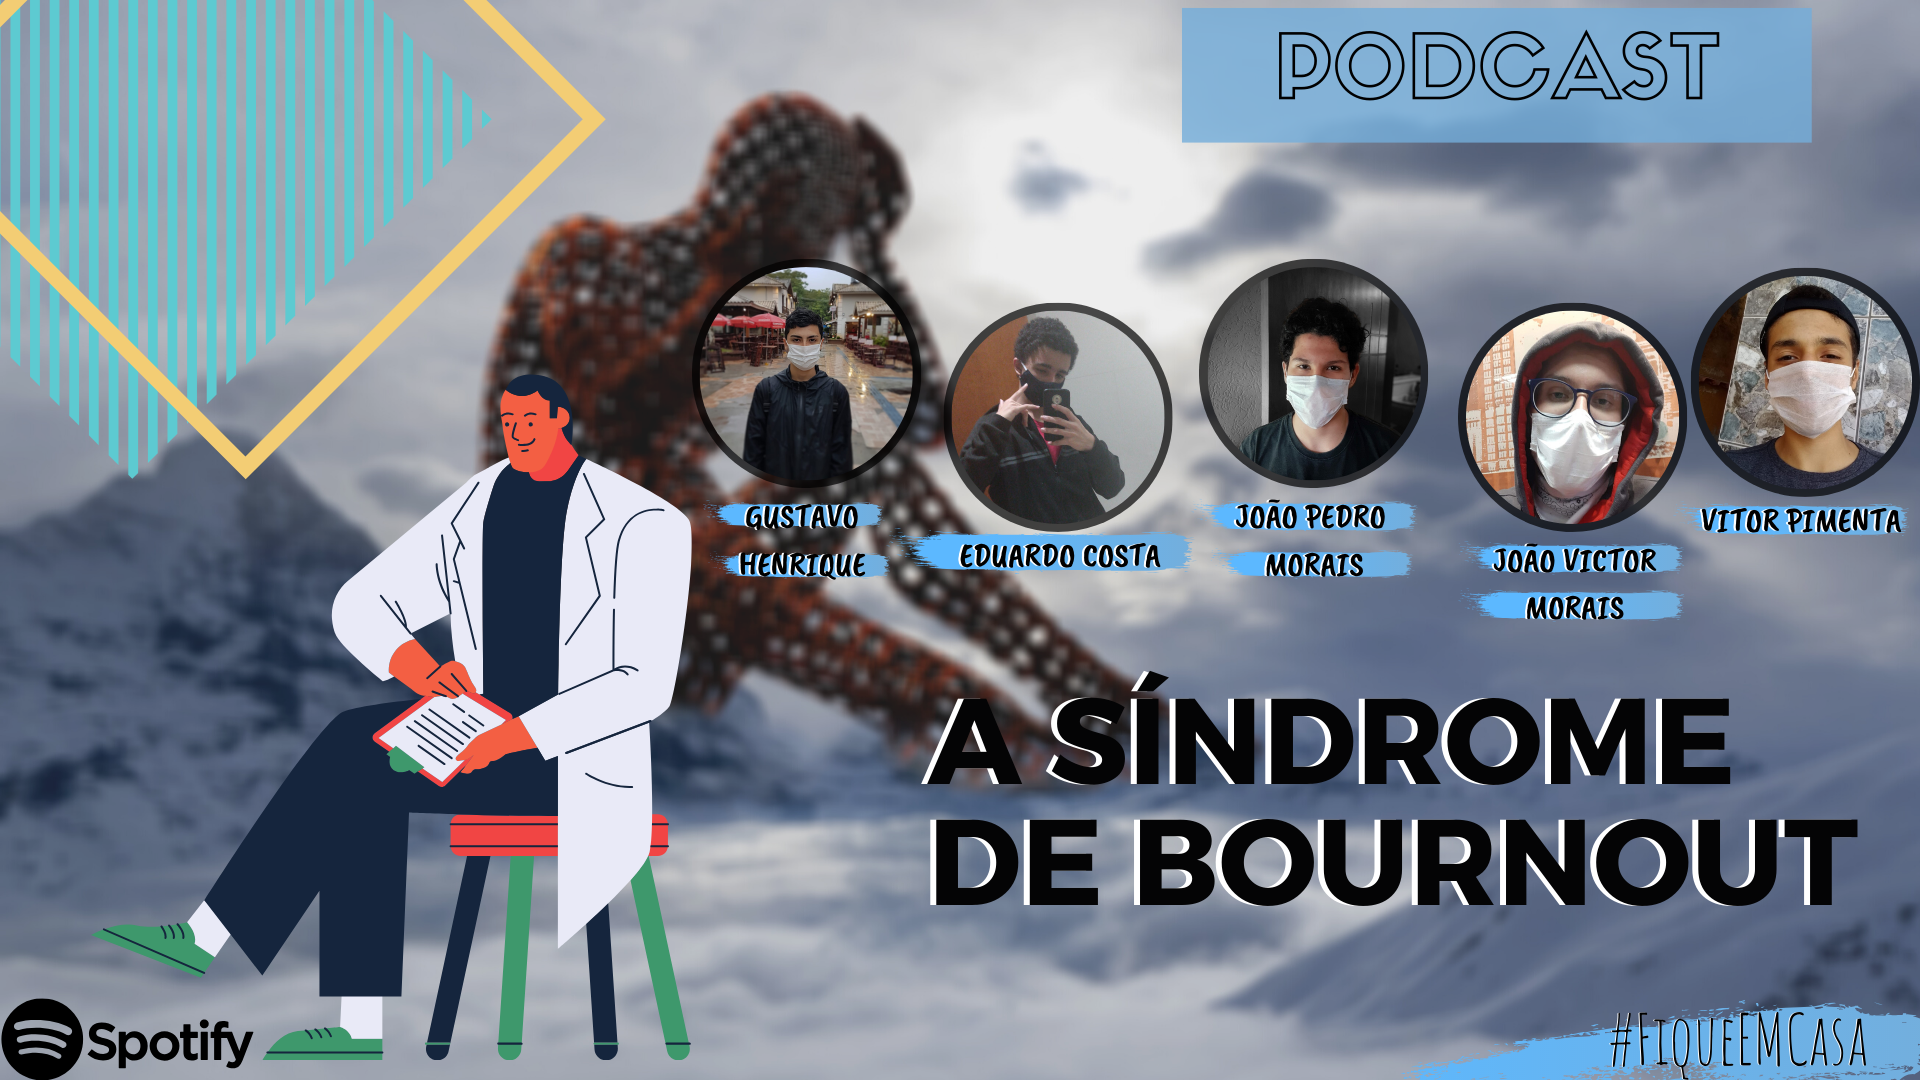 PODCAST
GUSTAVO
HENRIQUE
EDUARDO COSTA
JOÃO PEDRO
MORAIS
JOÃO VICTOR
MORAIS
VITOR PIMENTA
A SÍNDROME
DE BOURNOUT
Spotify
#FIQUEEMCASA